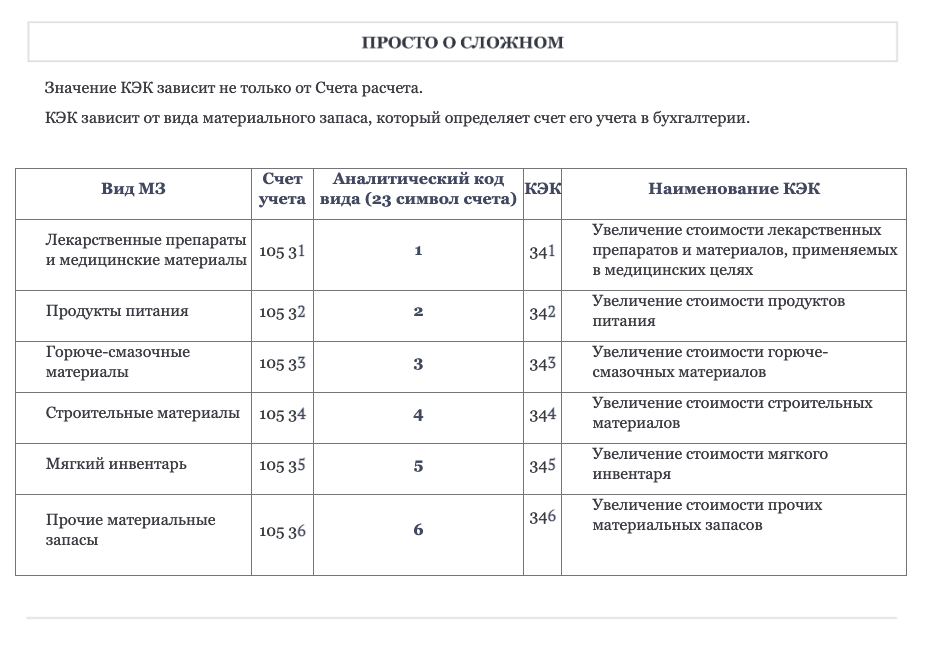 ПРОСТО О СЛОЖНОМ
Значение КЭК зависит не только от Счета расчета.
КЭК зависит от вида материального запаса, который определяет счет его учета в бухгалтерии.
Вид МЗ
Счет
учета
Аналитический код
вида (23 символ счета)
КЭК
Наименование КЭК
Лекарственные препараты
и медицинские материалы
105 31
1
341
Увеличение стоимости лекарственных
препаратов и материалов, применяемых
в медицинских целях
Продукты питания
105 32
2
342
Увеличение стоимости продуктов
питания
Горюче-смазочные
материалы
105 33
3
343
Увеличение стоимости горюче-
смазочных материалов
Строительные материалы
105 34
4
344
Увеличение стоимости строительных
материалов
Мягкий инвентарь
105 35
5
345
Увеличение стоимости мягкого
инвентаря
Прочие материальные
запасы
105 36
6
346
Увеличение стоимости прочих
материальных запасов